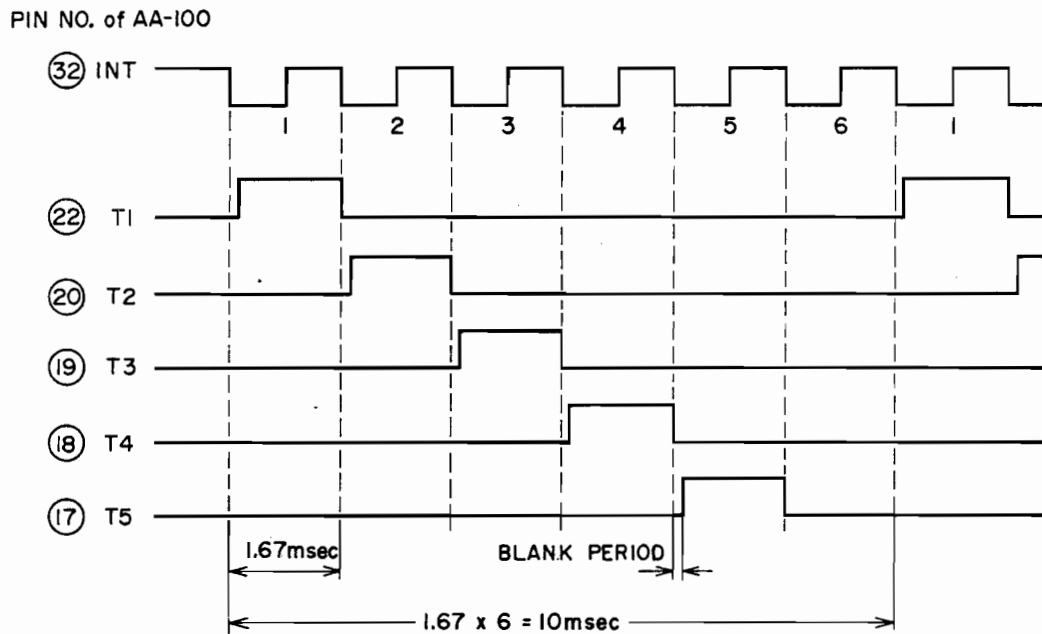 PIN NO. of AA-100
32 INT
1 2 3 4 5 6 1
22 T1
20 T2
19 T3
18 T4
17 T5
1.67msec
BLANK PERIOD
1.67 x 6 = 10msec